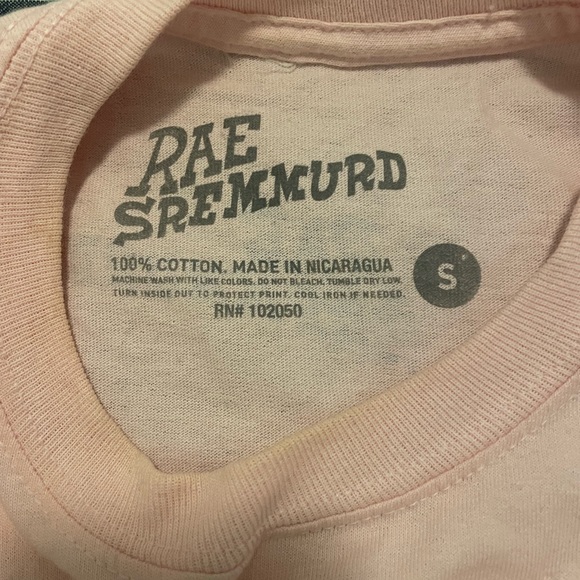 RAE
SREMMURD
100% COTTON. MADE IN NICARAGUA
MACHINE WASH WITH LIKE COLORS. DO NOT BLEACH. TUMBLE DRY LOW.
TURN INSIDE OUT TO PROTECT PRINT. COOL IRON IF NEEDED.
RN# 102050
S